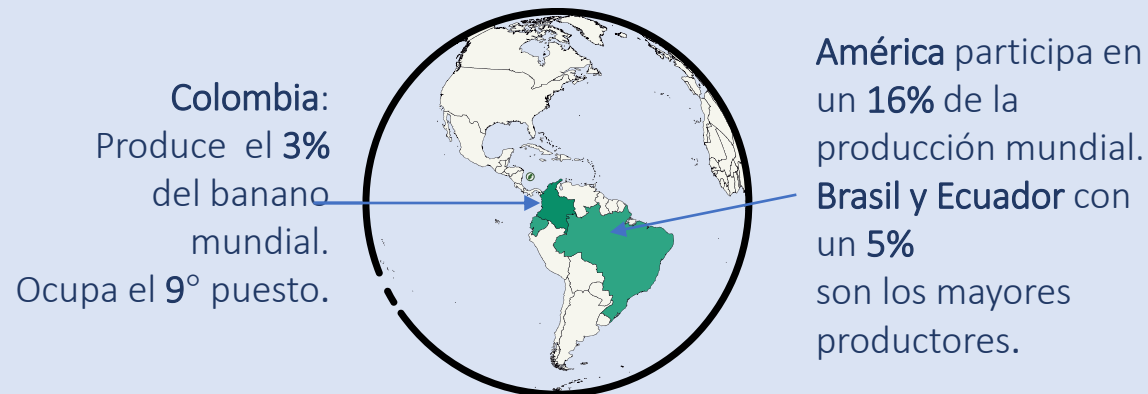 Colombia:
Produce el 3%
del banano
mundial.
Ocupa el 9° puesto.
América participa en
un 16% de la
producción mundial.
Brasil y Ecuador con
un 5%
son los mayores
productores.